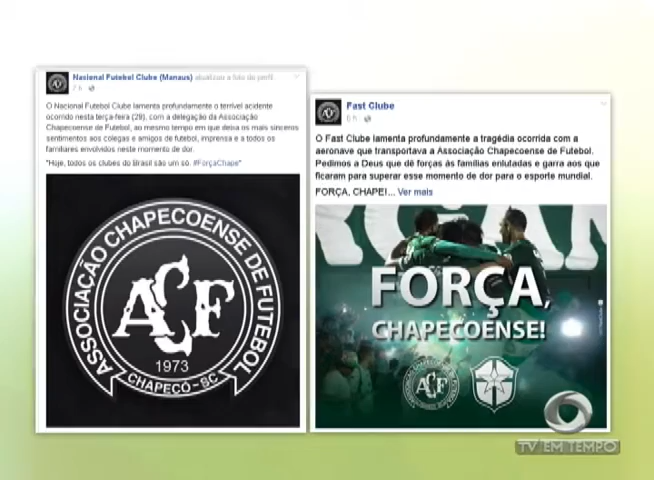 Nacional Futebol Clube (Manaus) atualizou a foto do perfil.
7 h
O Nacional Futebol Clube lamenta profundamente o terrível acidente
ocorrido nesta terça-feira (29), com a delegação da Associação
Chapecoense de Futebol, ao mesmo tempo em que deixa os mais sinceros
sentimentos aos colegas e amigos de futebol, imprensa e a todos os
familiares envolvidos neste momento de dor.
"Hoje, todos os clubes do Brasil são um só. #ForçaChape"
ASSOCIAÇÃO CHAPECOENSE DE FUTEBOL
ACF
1973
CHAPECÓ-SC
Fast Clube
6 h
O Fast Clube lamenta profundamente a tragédia ocorrida com a
aeronave que transportava a Associação Chapecoense de Futebol.
Pedimos a Deus que dê forças às famílias enlutadas e garra aos que
ficaram para superar esse momento de dor para o esporte mundial.
FORÇA, CHAPE!... Ver mais
FORÇA,
CHAPECOENSE!
ACF
TV EM TEMPO